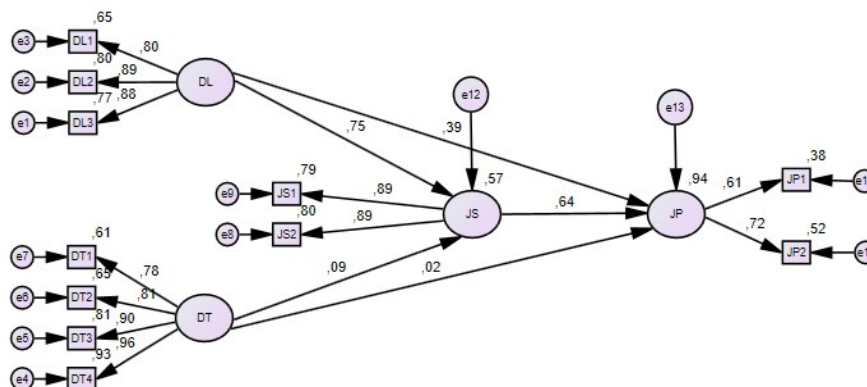 ,65
e3 DL1 ,80
,80
e2 DL2 ,89 DL
,77 ,88
e1 DL3
e12
e13
,75 ,39
,79 ,57 ,94 ,38
e9 JS1 ,89 ,61 JP1
,80 JS ,64 JP
e8 JS2 ,89 ,72 ,52
JP2
,61
e7 DT1 ,78 ,09 ,02
,65
e6 DT2 ,81
DT
,81 ,90
e5 DT3
,93 ,96
e4 DT4